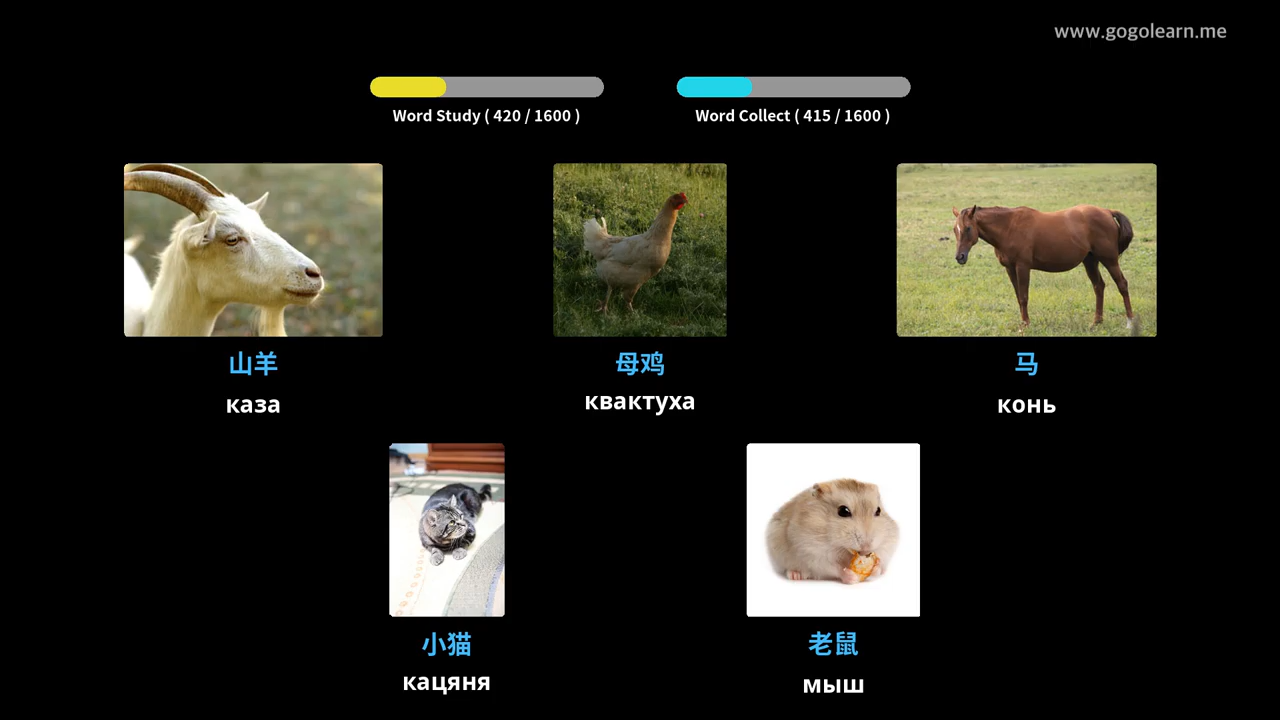 www.gogolearn.me
Word Study ( 420 / 1600 )
Word Collect ( 415 / 1600 )
山羊
母鸡
马
каза
квактуха
конь
小猫
老鼠
кацяня
мыш